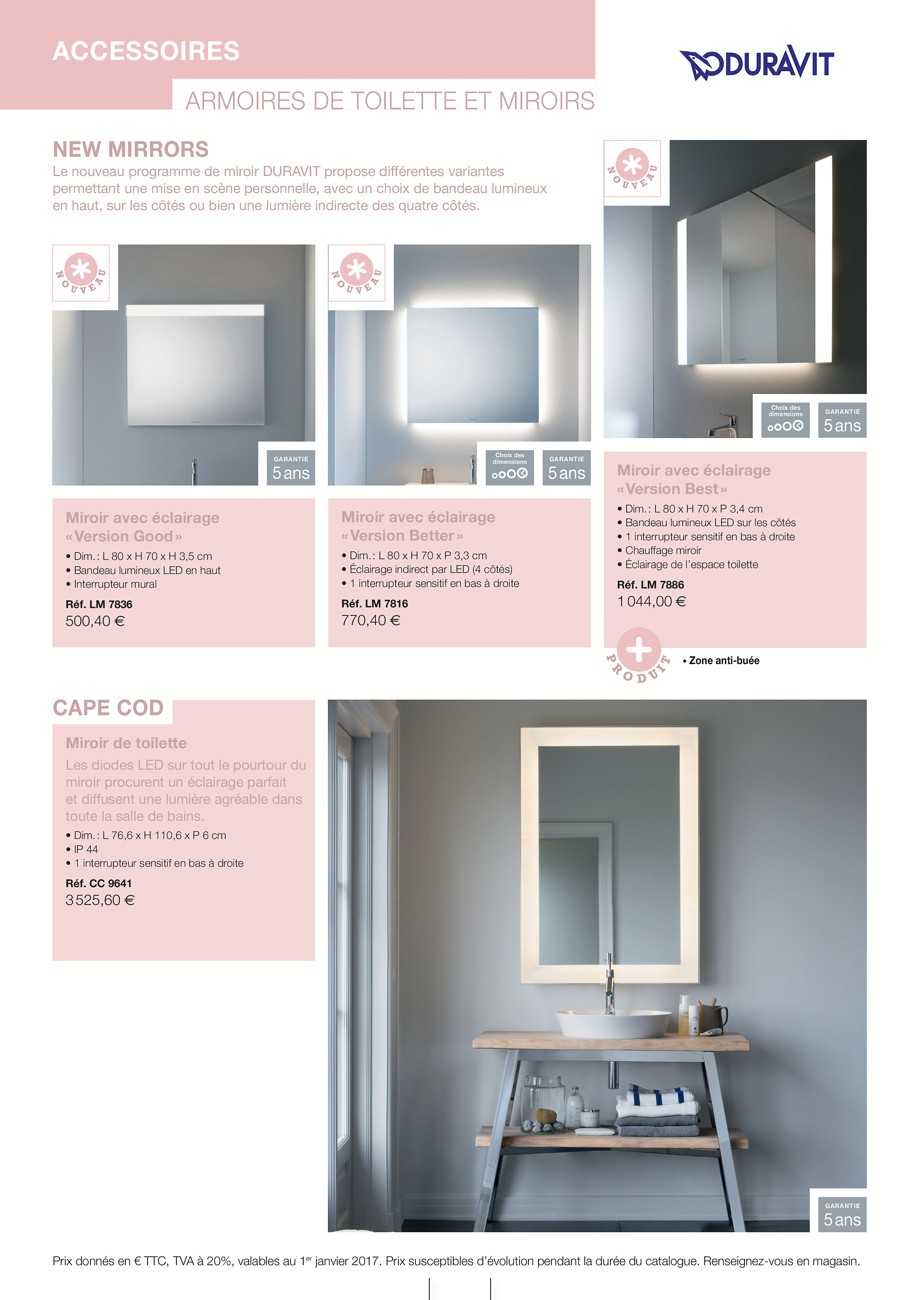 ACCESSOIRES
DURAVIT
ARMOIRES DE TOILETTE ET MIROIRS
NEW MIRRORS
Le nouveau programme de miroir DURAVIT propose différentes variantes
permettant une mise en scène personnelle, avec un choix de bandeau lumineux
en haut, sur les côtés ou bien une lumière indirecte des quatre côtés.
NOUVEAU
NOUVEAU
NOUVEAU
GARANTIE
5 ans
Choix des
dimensions
GARANTIE
5 ans
Choix des
dimensions
GARANTIE
5 ans
Miroir avec éclairage
« Version Good »
• Dim. : L 80 x H 70 x H 3,5 cm
• Bandeau lumineux LED en haut
• Interrupteur mural
Réf. LM 7836
500,40 €
Miroir avec éclairage
« Version Better »
• Dim. : L 80 x H 70 x P 3,3 cm
• Éclairage indirect par LED (4 côtés)
• 1 interrupteur sensitif en bas à droite
Réf. LM 7816
770,40 €
Miroir avec éclairage
« Version Best »
• Dim. : L 80 x H 70 x P 3,4 cm
• Bandeau lumineux LED sur les côtés
• 1 interrupteur sensitif en bas à droite
• Chauffage miroir
• Éclairage de l'espace toilette
Réf. LM 7886
1 044,00 €
PRODUIT
• Zone anti-buée
CAPE COD
Miroir de toilette
Les diodes LED sur tout le pourtour du
miroir procurent un éclairage parfait
et diffusent une lumière agréable dans
toute la salle de bains.
• Dim. : L 76,6 x H 110,6 x P 6 cm
• IP 44
• 1 interrupteur sensitif en bas à droite
Réf. CC 9641
3 525,60 €
GARANTIE
5 ans
Prix donnés en € TTC, TVA à 20%, valables au 1er janvier 2017. Prix susceptibles d'évolution pendant la durée du catalogue. Renseignez-vous en magasin.